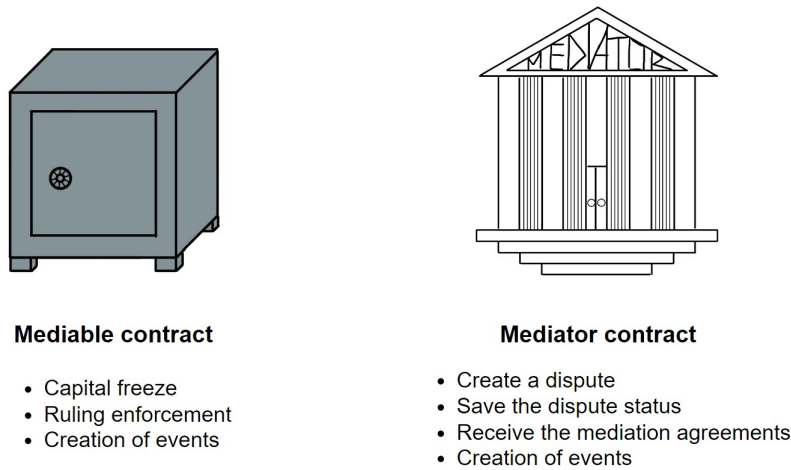 MEDIATOR
Mediable contract
Capital freeze
Ruling enforcement
Creation of events
Mediator contract
Create a dispute
Save the dispute status
Receive the mediation agreements
Creation of events